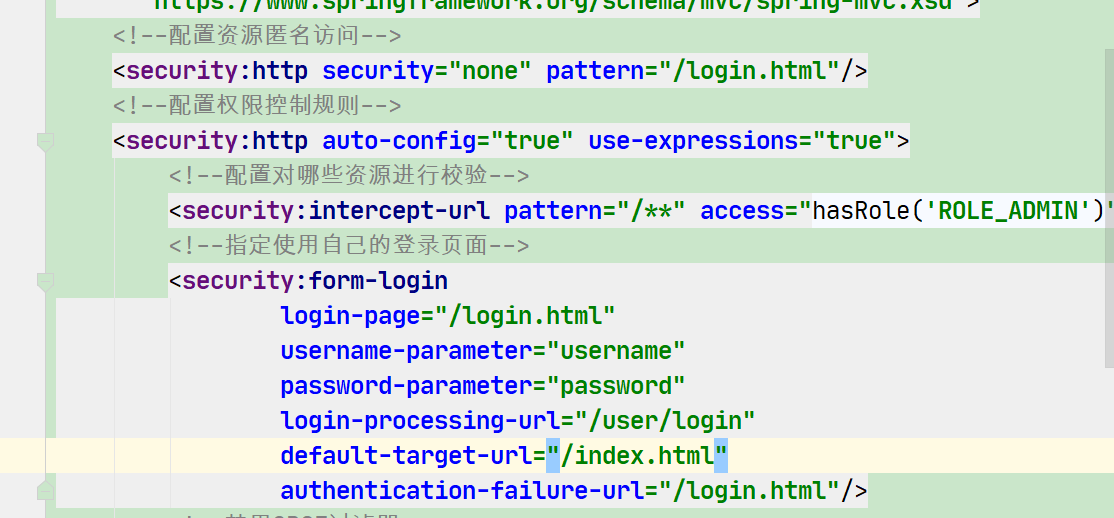 "https://www.springframework.org/schema/mvc/spring-mvc.xsd">
<!--配置资源匿名访问-->
<security:http security="none" pattern="/login.html"/>
<!--配置权限控制规则-->
<security:http auto-config="true" use-expressions="true">
<!--配置对哪些资源进行校验-->
<security:intercept-url pattern="/**" access="hasRole('ROLE_ADMIN')"
<!--指定使用自己的登录页面-->
<security:form-login
login-page="/login.html"
username-parameter="username"
password-parameter="password"
login-processing-url="/user/login"
default-target-url="/index.html"
authentication-failure-url="/login.html"/>